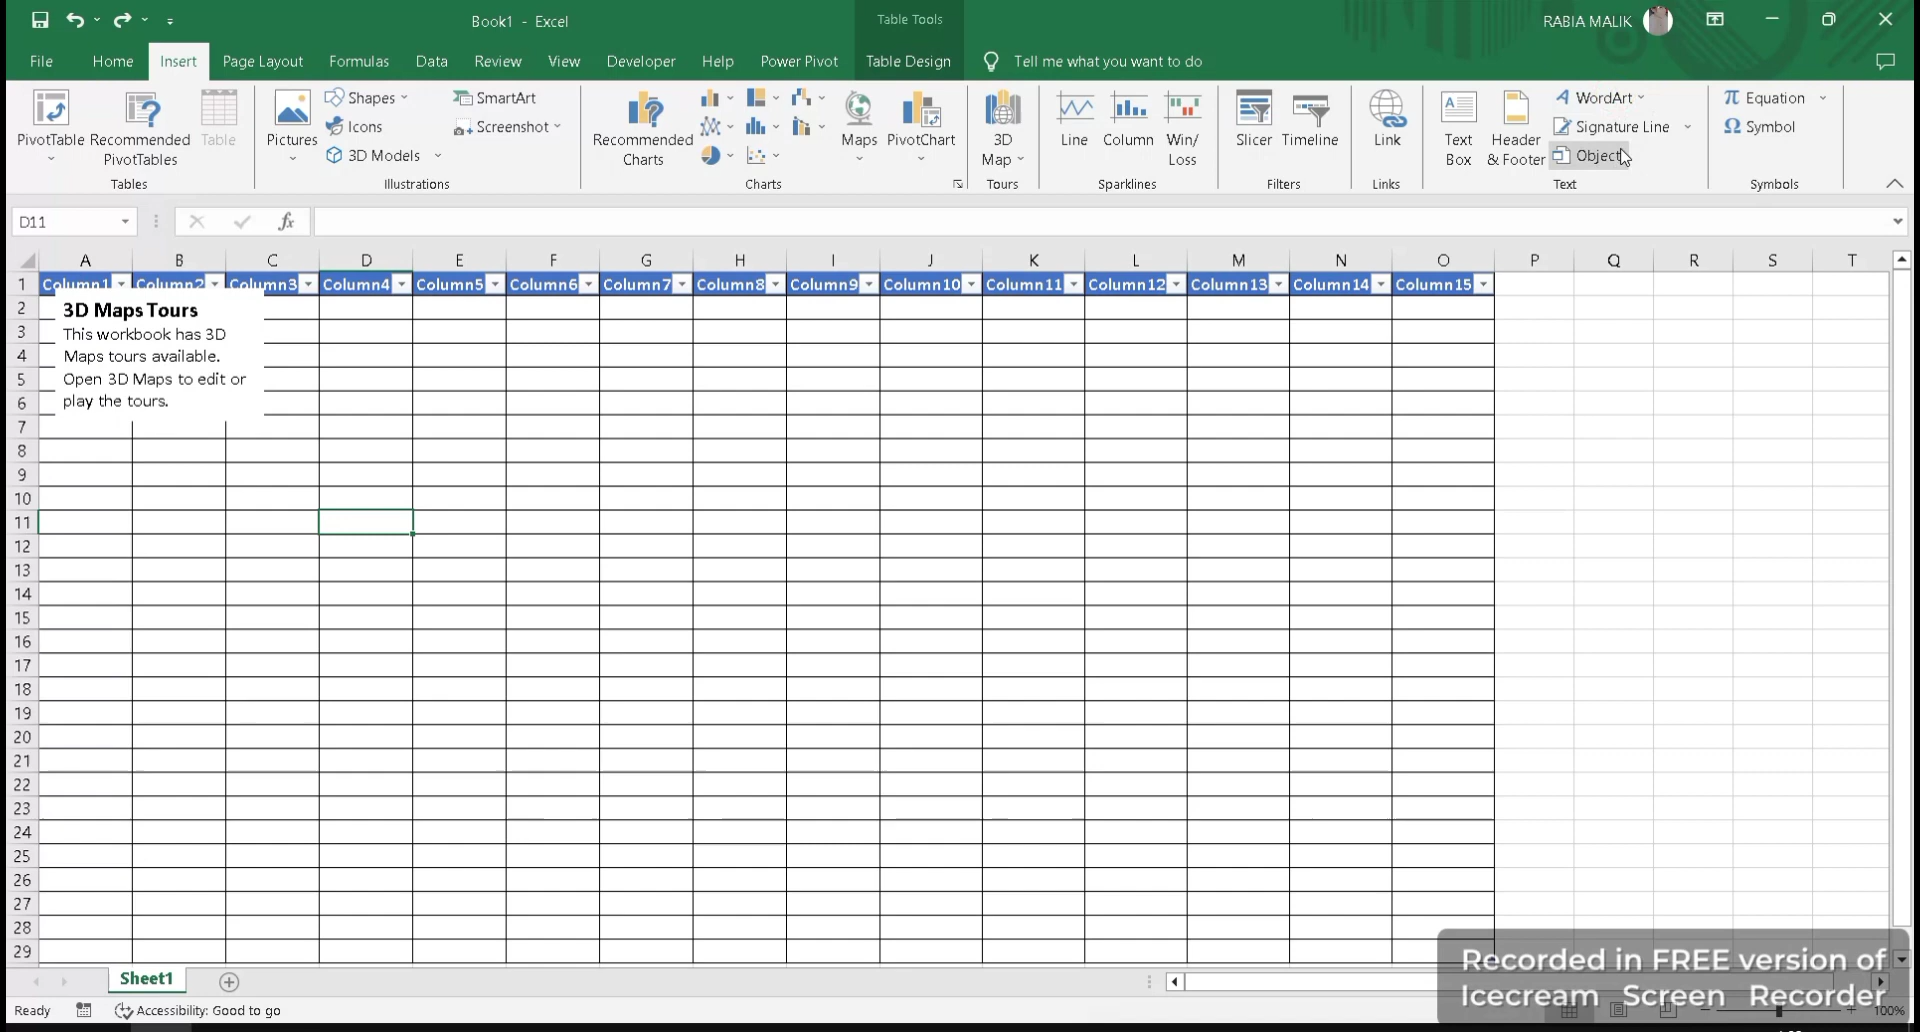 Book1 - Excel
Table Tools
RABIA MALIK
File Home Insert Page Layout Formulas Data Review View Developer Help Power Pivot Table Design Tell me what you want to do
PivotTable
Recommended
PivotTables
Table
Tables
Pictures
Shapes
Icons
3D Models
SmartArt
Screenshot
Illustrations
Recommended
Charts
Maps
PivotChart
Charts
3D
Map
Tours
Line
Column
Win/
Loss
Sparklines
Slicer
Timeline
Filters
Link
Links
Text
Box
Header
& Footer
WordArt
Signature Line
Object
Text
Equation
Symbol
Symbols
D11
fx
A B C D E F G H I J K L M N O P Q R S T
1 Column1 Column2 Column3 Column4 Column5 Column6 Column7 Column8 Column9 Column10 Column11 Column12 Column13 Column14 Column15
2
3
4
5
6
7
8
9
10
11
12
13
14
15
16
17
18
19
20
21
22
23
24
25
26
27
28
29
3D Maps Tours
This workbook has 3D
Maps tours available.
Open 3D Maps to edit or
play the tours.
Sheet1
Ready
Accessibility: Good to go
100%
Recorded in FREE version of
Icecream Screen Recorder